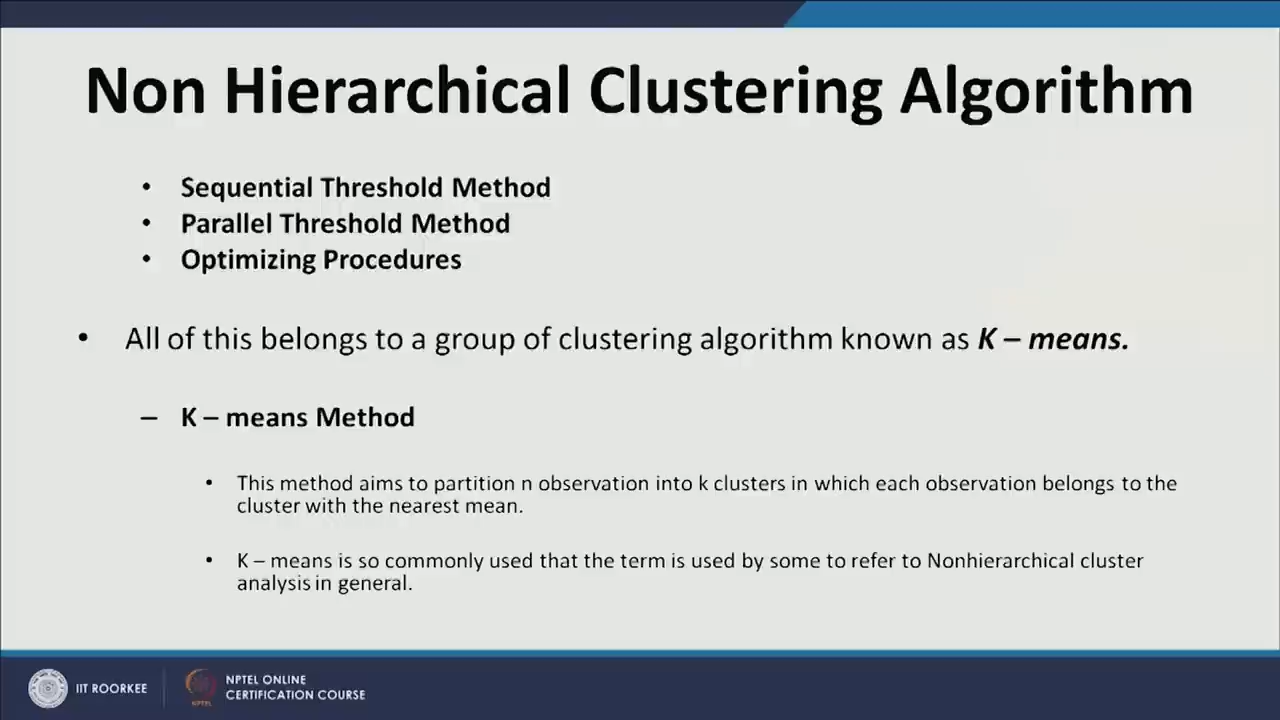 Non Hierarchical Clustering Algorithm
• Sequential Threshold Method
• Parallel Threshold Method
• Optimizing Procedures
• All of this belongs to a group of clustering algorithm known as K – means.
– K – means Method
• This method aims to partition n observation into k clusters in which each observation belongs to the
cluster with the nearest mean.
• K – means is so commonly used that the term is used by some to refer to Nonhierarchical cluster
analysis in general.
IIT ROORKEE
NPTEL
NPTEL ONLINE
CERTIFICATION COURSE